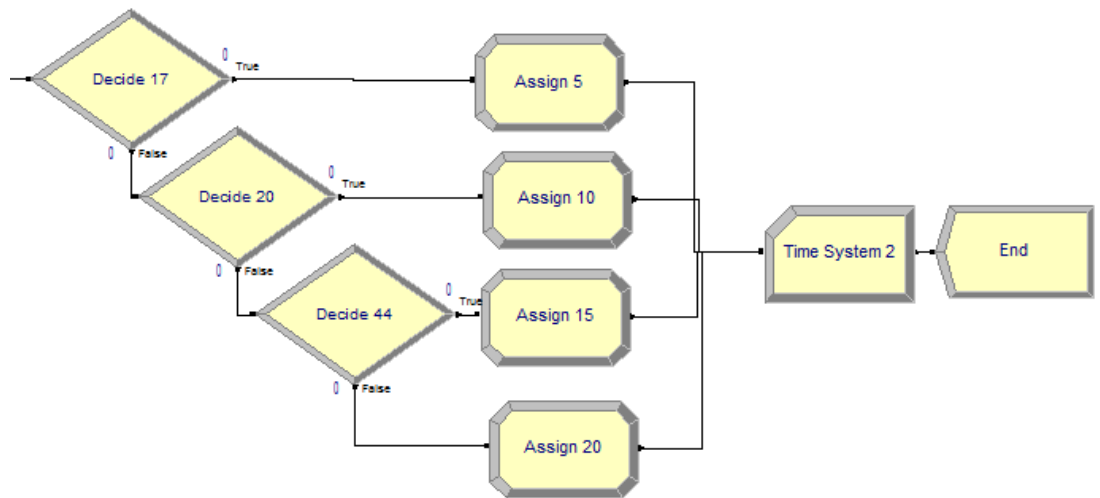 0
True
Decide 17
Assign 5
0
False
0
True
Decide 20
Assign 10
0
False
Time System 2
End
0
True
Decide 44
Assign 15
0
False
Assign 20